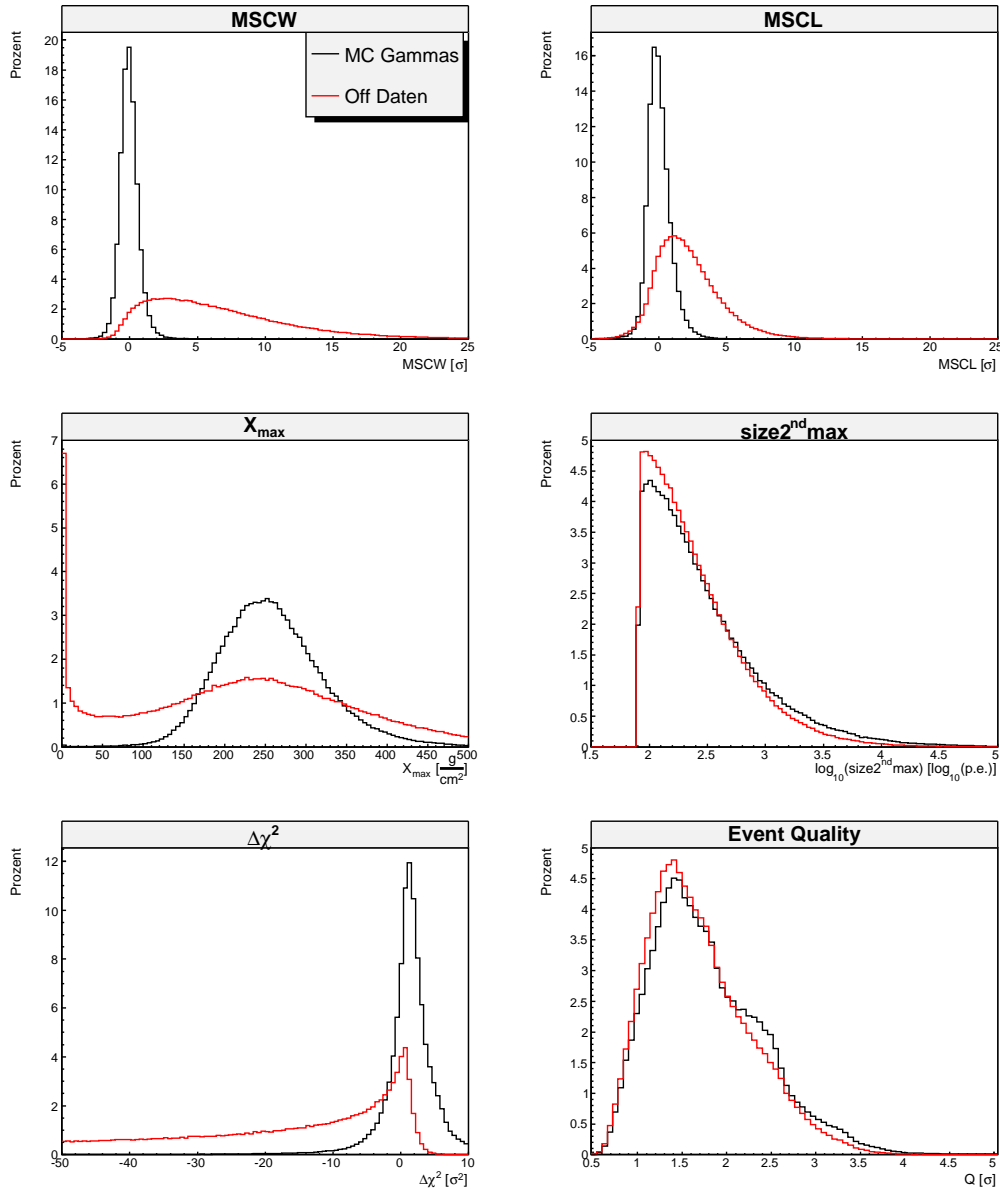 MSCW
Prozent
20
18
16
14
12
10
8
6
4
2
0
-5 0 5 10 15 20 25
MSCW [σ]
MC Gammas
Off Daten
MSCL
Prozent
16
14
12
10
8
6
4
2
0
-5 0 5 10 15 20 25
MSCL [σ]
Xmax
Prozent
7
6
5
4
3
2
1
0
0 50 100 150 200 250 300 350 400 450 500
Xmax [g/cm²]
size2ⁿᵈmax
Prozent
5
4.5
4
3.5
3
2.5
2
1.5
1
0.5
0
1.5 2 2.5 3 3.5 4 4.5 5
log₁₀(size2ⁿᵈmax) [log₁₀(p.e.)]
Δχ²
Prozent
12
10
8
6
4
2
0
-50 -40 -30 -20 -10 0 10
Δχ² [σ²]
Event Quality
Prozent
5
4.5
4
3.5
3
2.5
2
1.5
1
0.5
0
0.5 1 1.5 2 2.5 3 3.5 4 4.5 5
Q [σ]